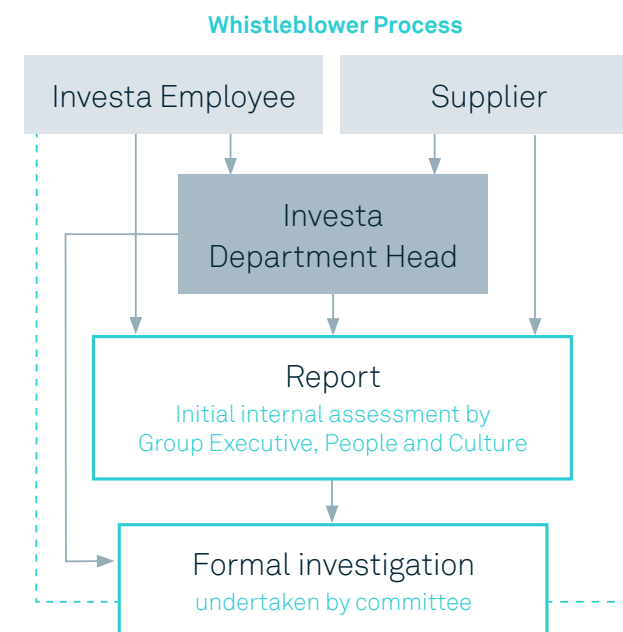 Whistleblower Process
Investa Employee
Supplier
Investa
Department Head
Report
Initial internal assessment by
Group Executive, People and Culture
Formal investigation
undertaken by committee